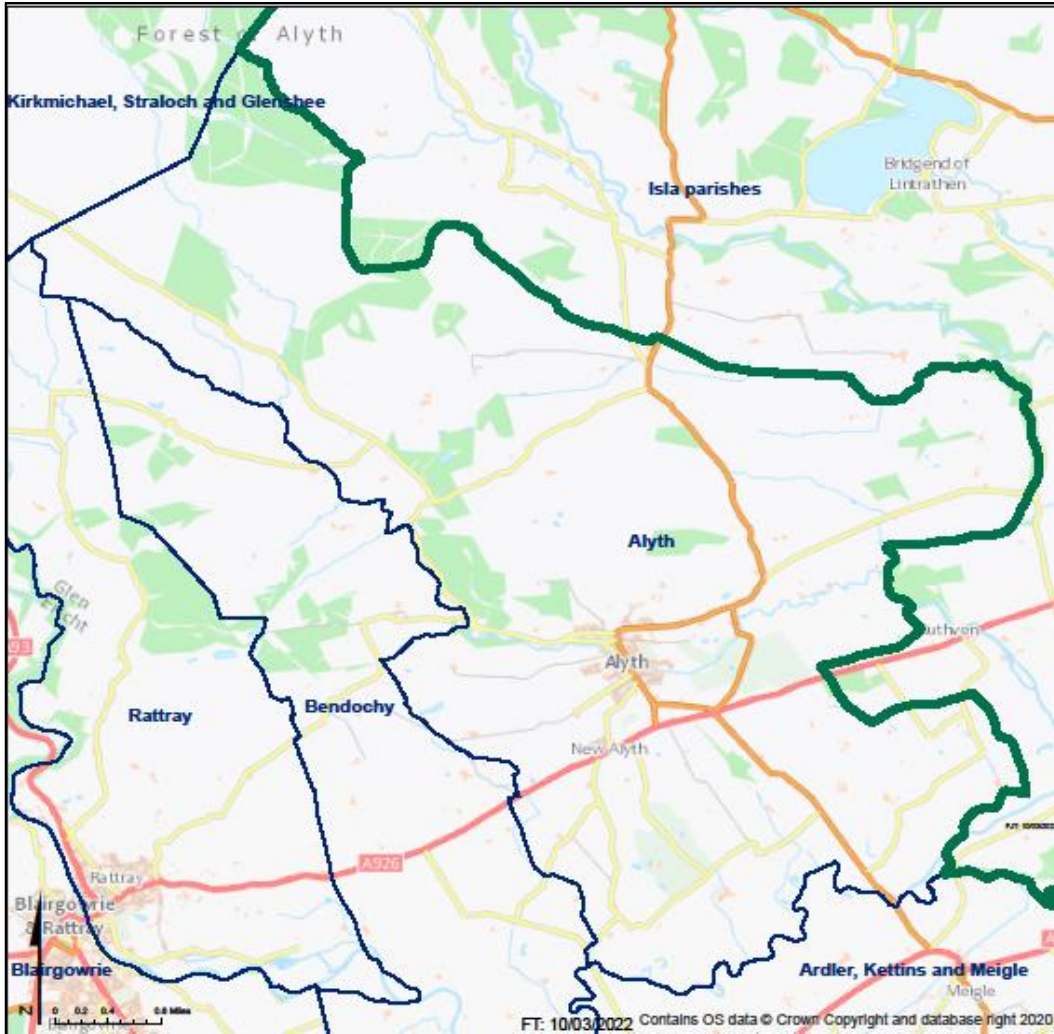 Forest of Alyth
Kirkmichael, Straloch and Glenshee
Bridgend of
Lintrathen
Isla parishes
Alyth
Glen
Rattray
Bendochy
Alyth
New Alyth
A926
Rattray
Blairgowrie
& Rattray
Blairgowrie
Ardler, Kettins and Meigle
Meigle
N
0 0.2 0.4 0.8 Miles
FT: 10/03/2022
Contains OS data © Crown Copyright and database right 2020